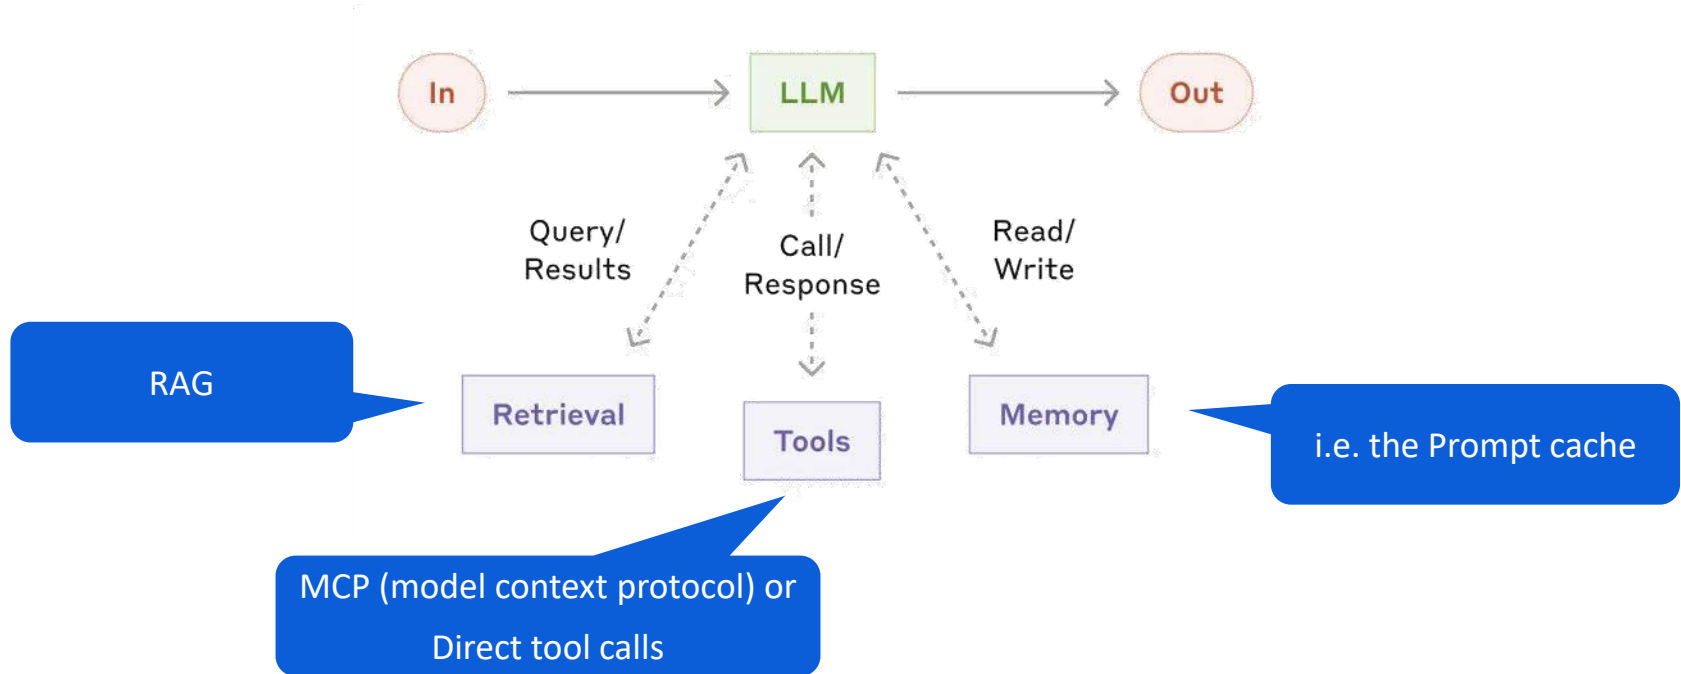 In
LLM
Out
Query/
Results
Call/
Response
Read/
Write
RAG
Retrieval
Tools
Memory
i.e. the Prompt cache
MCP (model context protocol) or
Direct tool calls